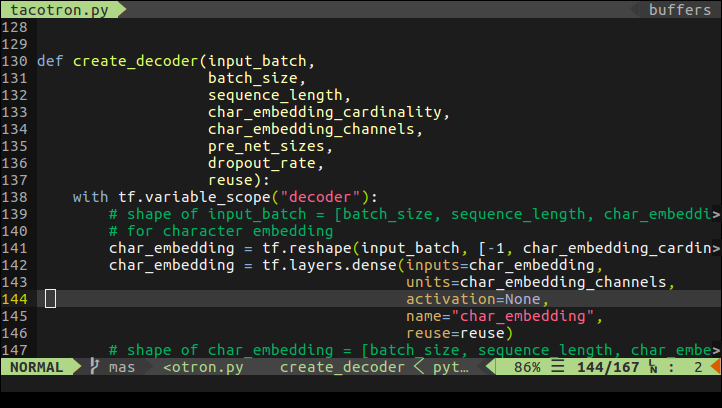 tacotron.py buffers
128
129
130 def create_decoder(input_batch,
131 batch_size,
132 sequence_length,
133 char_embedding_cardinality,
134 char_embedding_channels,
135 pre_net_sizes,
136 dropout_rate,
137 reuse):
138 with tf.variable_scope("decoder"):
139 # shape of input_batch = [batch_size, sequence_length, char_embeddi>
140 # for character embedding
141 char_embedding = tf.reshape(input_batch, [-1, char_embedding_cardin>
142 char_embedding = tf.layers.dense(inputs=char_embedding,
143 units=char_embedding_channels,
144 activation=None,
145 name="char_embedding",
146 reuse=reuse)
147 # shape of char_embedding = [batch_size, sequence_length, char_embe>
NORMAL mas <otron.py create_decoder < pyt… 86% ☰ 144/167 ㏑ : 2